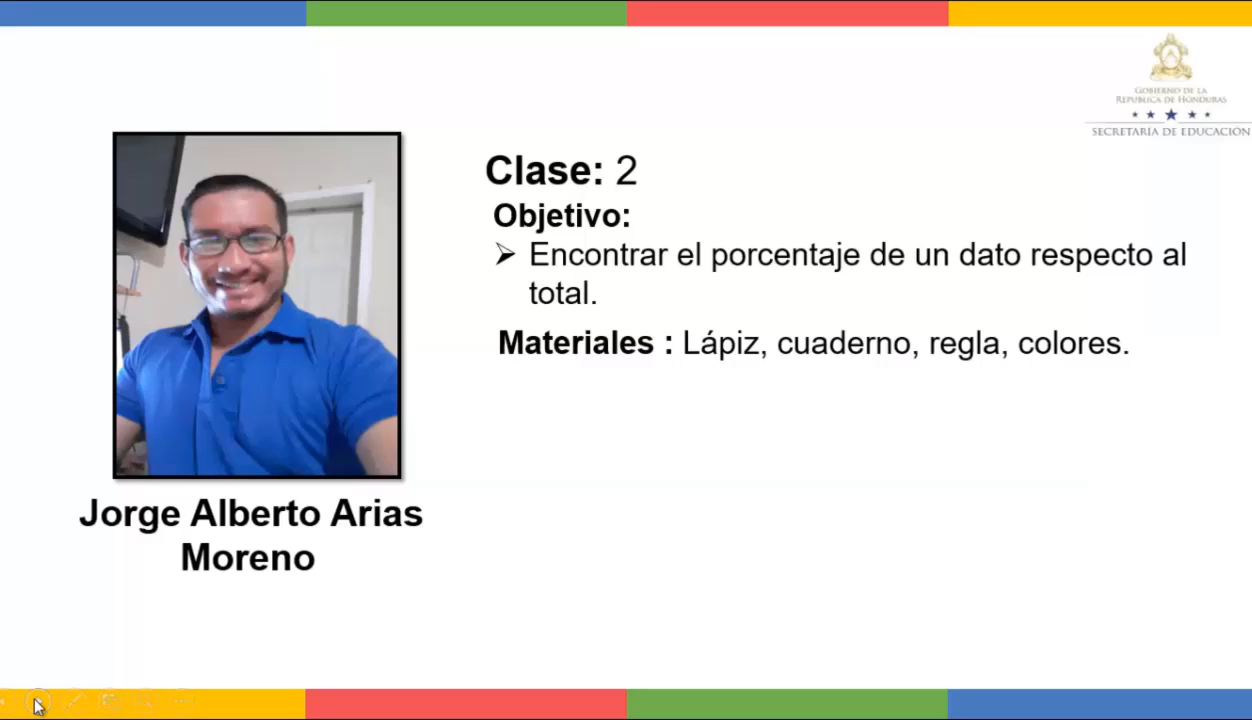 GOBIERNO DE LA
REPÚBLICA DE HONDURAS
SECRETARÍA DE EDUCACIÓN
Clase: 2
Objetivo:
➢ Encontrar el porcentaje de un dato respecto al
total.
Materiales : Lápiz, cuaderno, regla, colores.
Jorge Alberto Arias
Moreno